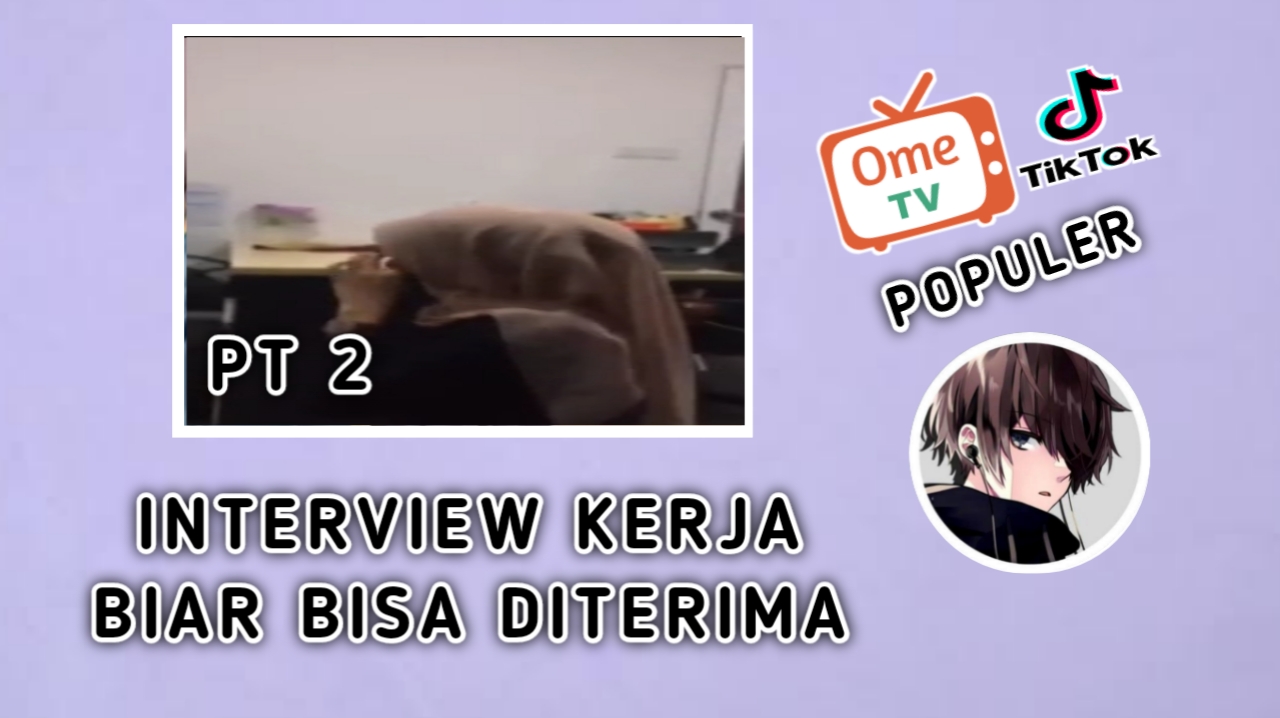 PT 2
INTERVIEW KERJA
BIAR BISA DITERIMA
Ome
TV
TikTok
POPULER